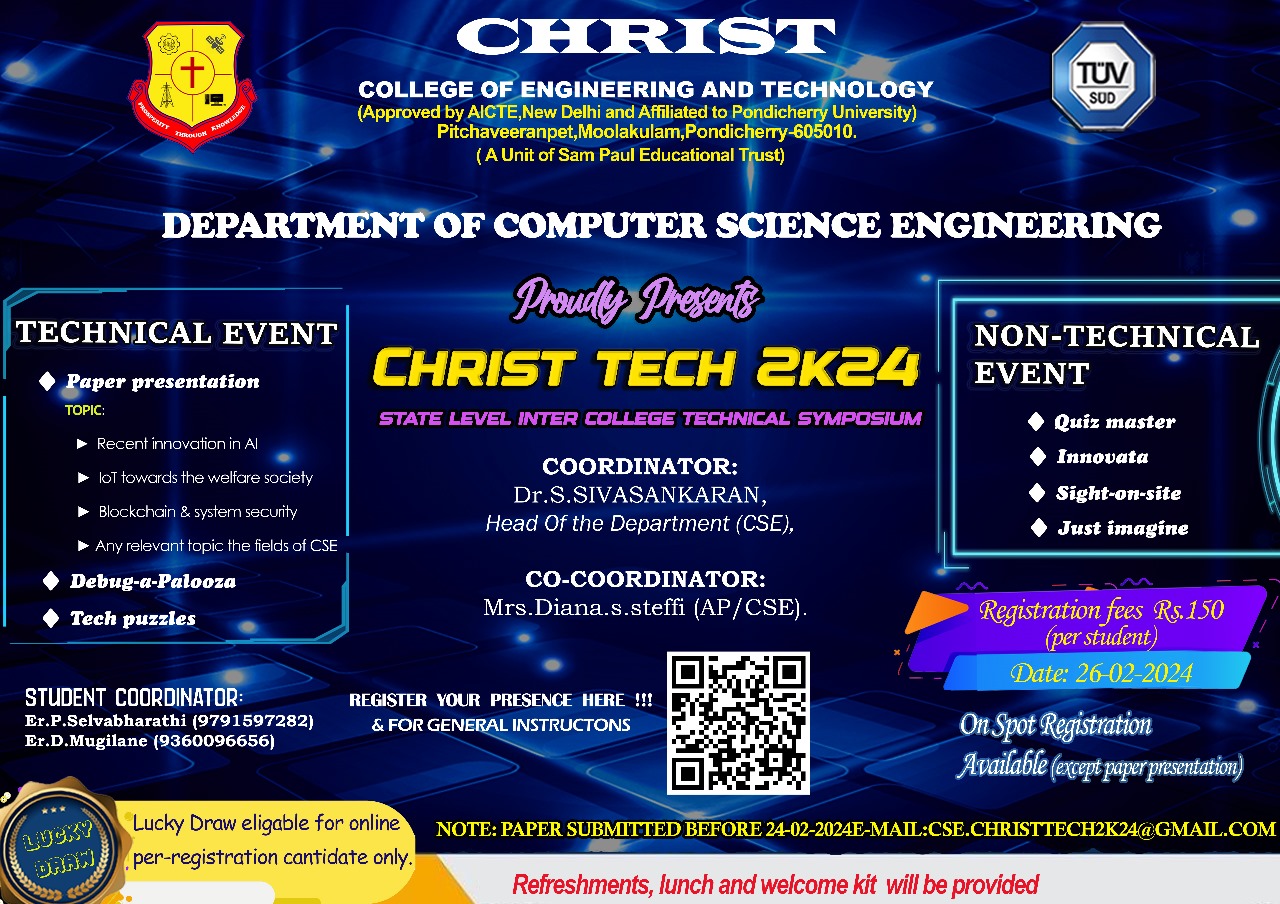 CHRIST
COLLEGE OF ENGINEERING AND TECHNOLOGY
(Approved by AICTE,New Delhi and Affiliated to Pondicherry University)
Pitchaveeranpet,Moolakulam,Pondicherry-605010.
( A Unit of Sam Paul Educational Trust)
PROSPERITY THROUGH KNOWLEDGE
TÜV
SÜD
DEPARTMENT OF COMPUTER SCIENCE ENGINEERING
Proudly Presents
CHRIST TECH 2K24
STATE LEVEL INTER COLLEGE TECHNICAL SYMPOSIUM
TECHNICAL EVENT
Paper presentation
TOPIC:
Recent innovation in AI
IoT towards the welfare society
Blockchain & system security
Any relevant topic the fields of CSE
Debug-a-Palooza
Tech puzzles
COORDINATOR:
Dr.S.SIVASANKARAN,
Head Of the Department (CSE),
CO-COORDINATOR:
Mrs.Diana.s.steffi (AP/CSE).
NON-TECHNICAL
EVENT
Quiz master
Innovata
Sight-on-site
Just imagine
Registration fees Rs.150
(per student)
Date: 26-02-2024
On Spot Registration
Available (except paper presentation)
STUDENT COORDINATOR:
Er.P.Selvabharathi (9791597282)
Er.D.Mugilane (9360096656)
REGISTER YOUR PRESENCE HERE !!!
& FOR GENERAL INSTRUCTONS
LUCKY
DRAW
Lucky Draw eligable for online
per-registration cantidate only.
NOTE: PAPER SUBMITTED BEFORE 24-02-2024E-MAIL:CSE.CHRISTTECH2K24@GMAIL.COM
Refreshments, lunch and welcome kit will be provided